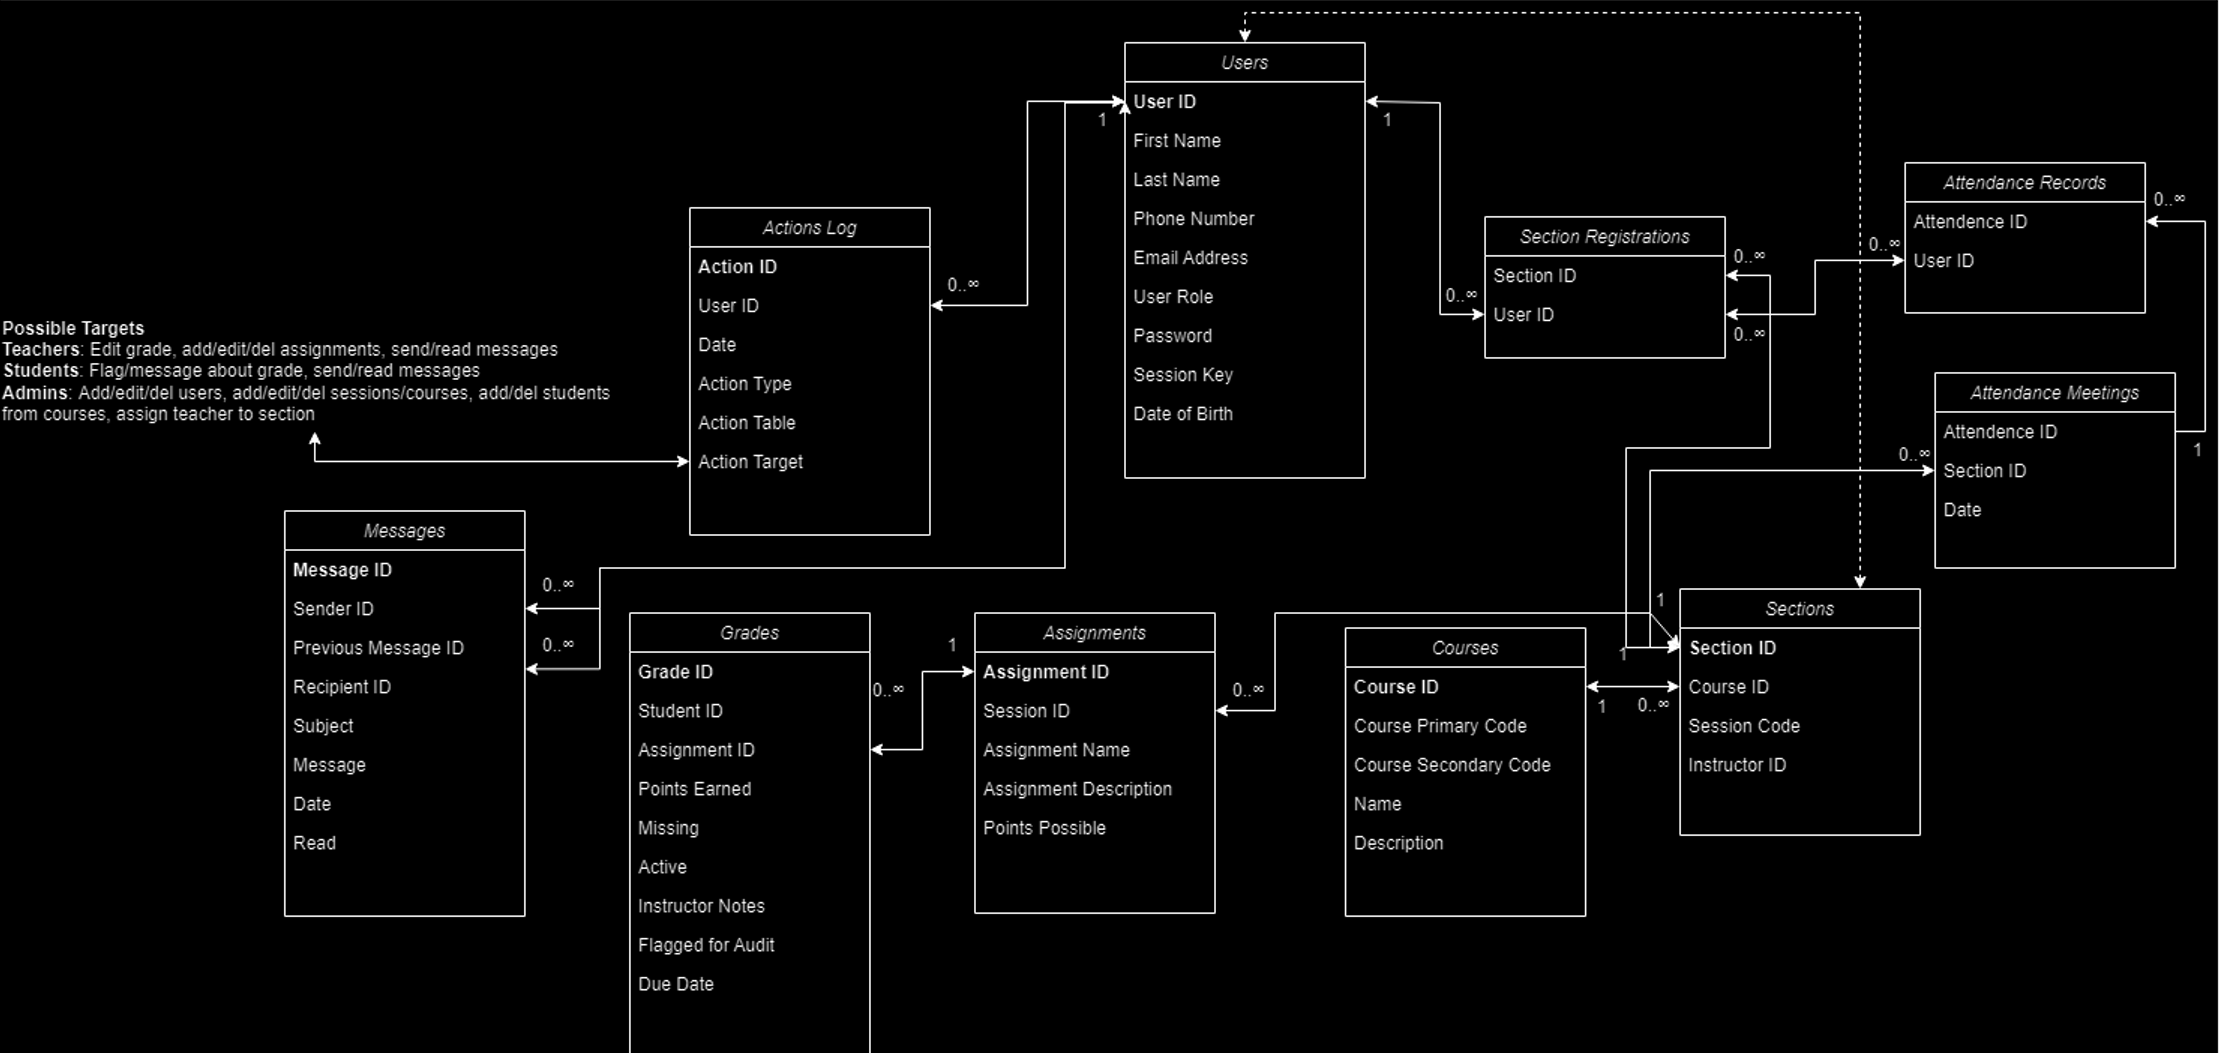 Users
User ID
First Name
Last Name
Phone Number
Email Address
User Role
Password
Session Key
Date of Birth
1
1
Actions Log
Action ID
User ID
Date
Action Type
Action Table
Action Target
0..∞
Possible Targets
Teachers: Edit grade, add/edit/del assignments, send/read messages
Students: Flag/message about grade, send/read messages
Admins: Add/edit/del users, add/edit/del sessions/courses, add/del students
from courses, assign teacher to section
Section Registrations
Section ID
User ID
0..∞
0..∞
0..∞
Attendance Records
Attendence ID
User ID
0..∞
0..∞
Attendance Meetings
Attendence ID
Section ID
Date
0..∞
1
Messages
Message ID
Sender ID
Previous Message ID
Recipient ID
Subject
Message
Date
Read
0..∞
0..∞
Grades
Grade ID
Student ID
Assignment ID
Points Earned
Missing
Active
Instructor Notes
Flagged for Audit
Due Date
0..∞
1
Assignments
Assignment ID
Session ID
Assignment Name
Assignment Description
Points Possible
0..∞
Courses
Course ID
Course Primary Code
Course Secondary Code
Name
Description
1
0..∞
1
1
Sections
Section ID
Course ID
Session Code
Instructor ID